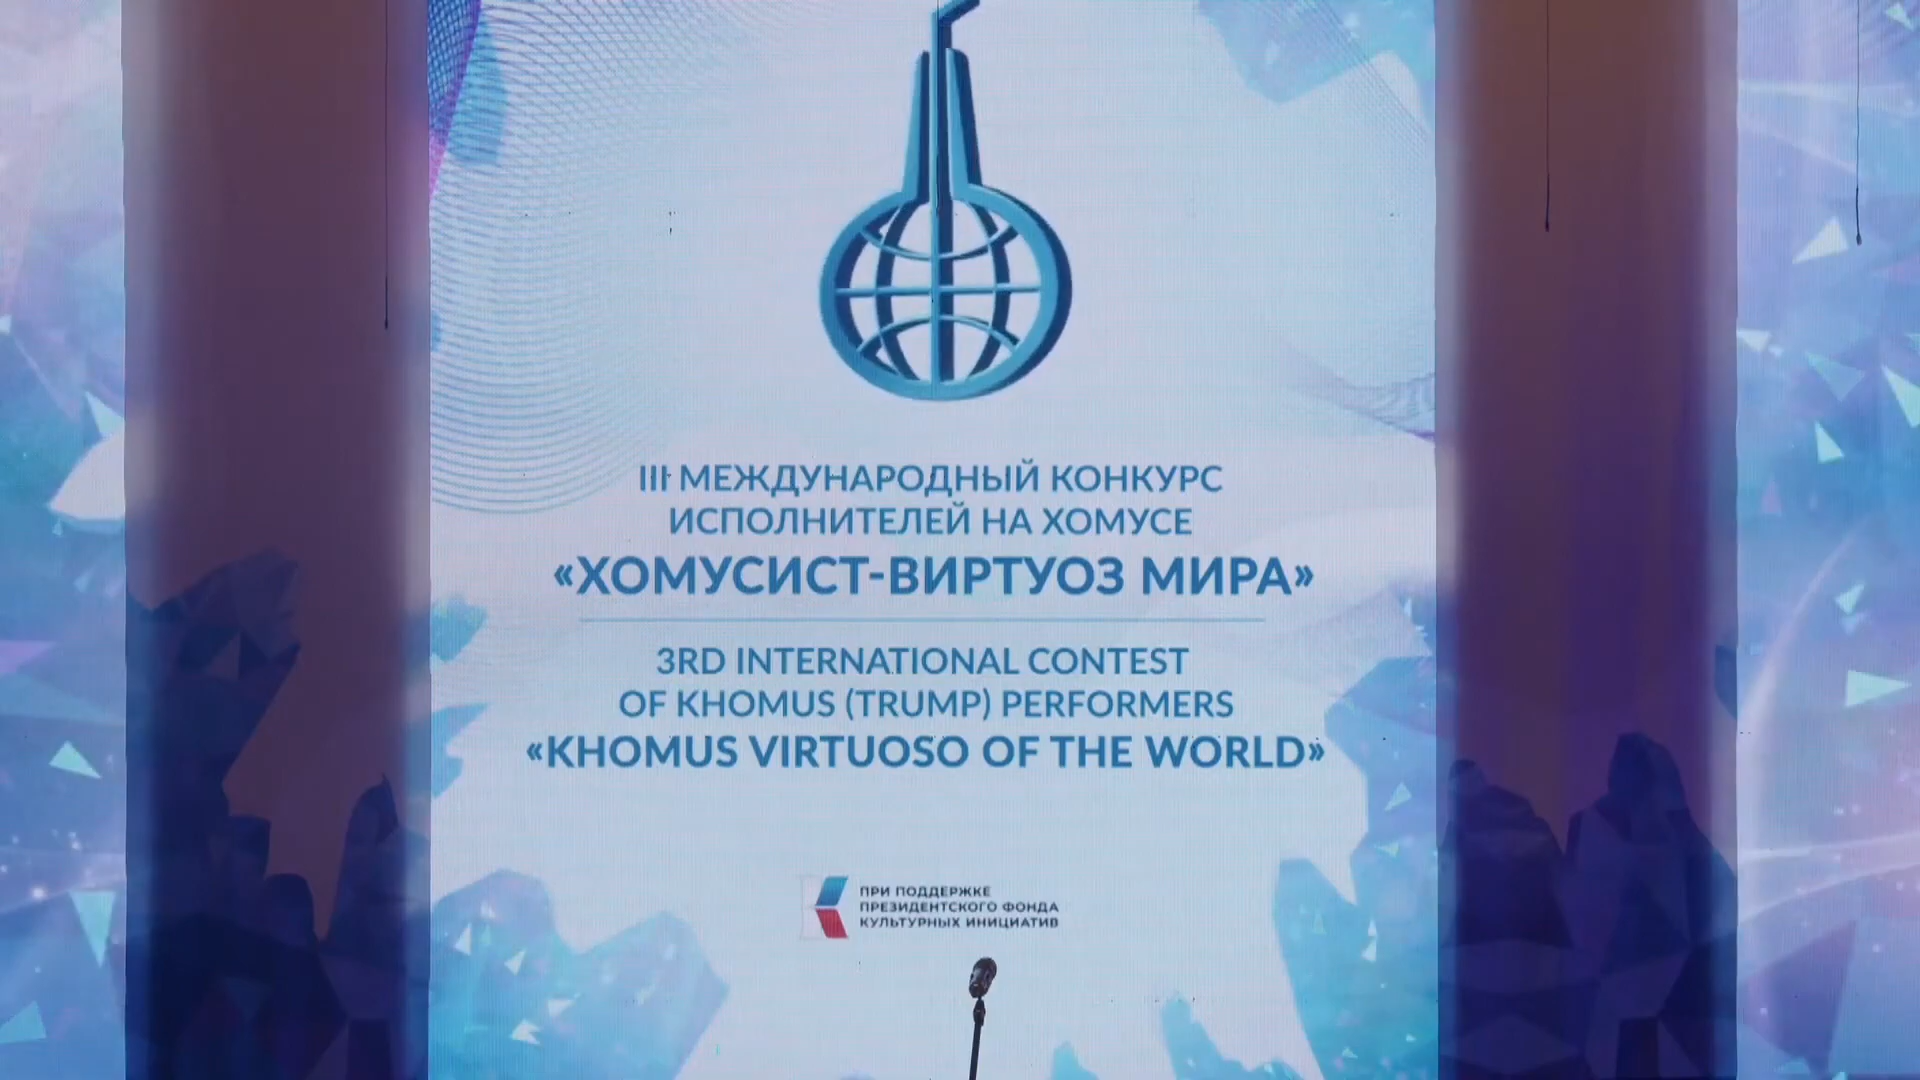 III МЕЖДУНАРОДНЫЙ КОНКУРС
ИСПОЛНИТЕЛЕЙ НА ХОМУСЕ
«ХОМУСИСТ-ВИРТУОЗ МИРА»
3RD INTERNATIONAL CONTEST
OF KHOMUS (TRUMP) PERFORMERS
«KHOMUS VIRTUOSO OF THE WORLD»
ПРИ ПОДДЕРЖКЕ
ПРЕЗИДЕНТСКОГО ФОНДА
КУЛЬТУРНЫХ ИНИЦИАТИВ